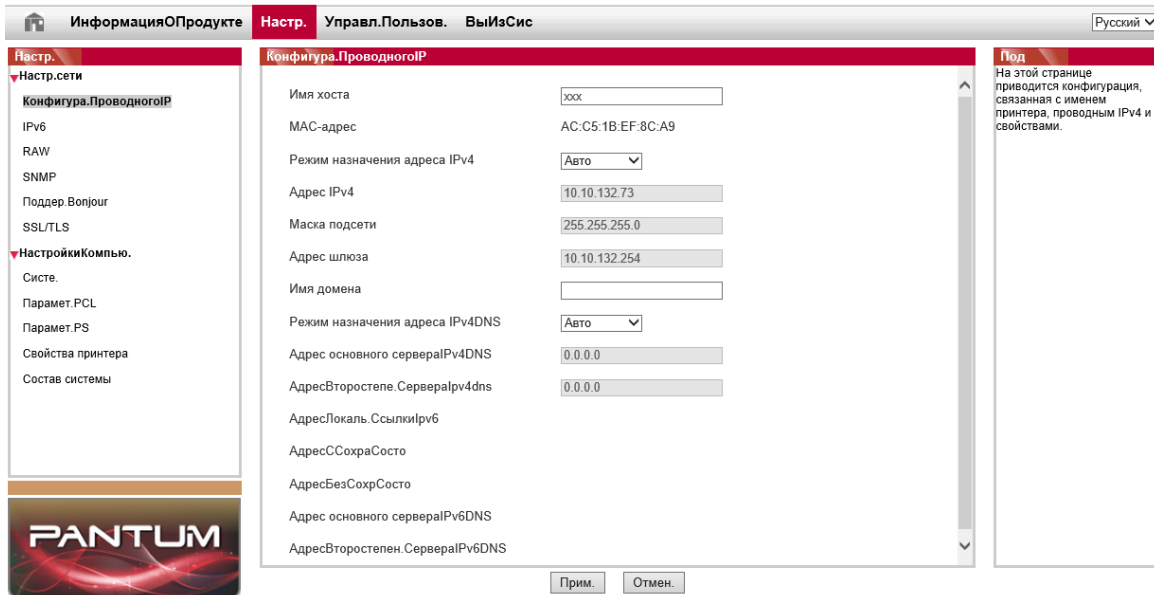 ИнформацияОПродукте Настр. Управл.Пользов. ВыИзСис Русский
Настр.
Настр.сети
Конфигура.ПроводногоIP
IPv6
RAW
SNMP
Поддер.Bonjour
SSL/TLS
НастройкиКомпью.
Систе.
Парамет.PCL
Парамет.PS
Свойства принтера
Состав системы
PANTUM
Конфигура.ПроводногоIP
Имя хоста xxx
MAC-адрес AC:C5:1B:EF:8C:A9
Режим назначения адреса IPv4 Авто
Адрес IPv4 10.10.132.73
Маска подсети 255.255.255.0
Адрес шлюза 10.10.132.254
Имя домена
Режим назначения адреса IPv4DNS Авто
Адрес основного сервераIPv4DNS 0.0.0.0
АдресВторостепе.СервераIpv4dns 0.0.0.0
АдресЛокаль.СсылкиIpv6
АдресССохраСосто
АдресБезСохрСосто
Адрес основного сервераIPv6DNS
АдресВторостепен.СервераIPv6DNS
Прим. Отмен.
Под
На этой странице
приводится конфигурация,
связанная с именем
принтера, проводным IPv4 и
свойствами.